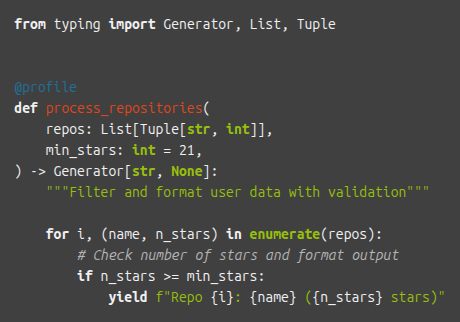 from typing import Generator, List, Tuple
@profile
def process_repositories(
    repos: List[Tuple[str, int]],
    min_stars: int = 21,
) -> Generator[str, None]:
    """Filter and format user data with validation"""
    for i, (name, n_stars) in enumerate(repos):
        # Check number of stars and format output
        if n_stars >= min_stars:
            yield f"Repo {i}: {name} ({n_stars} stars)"